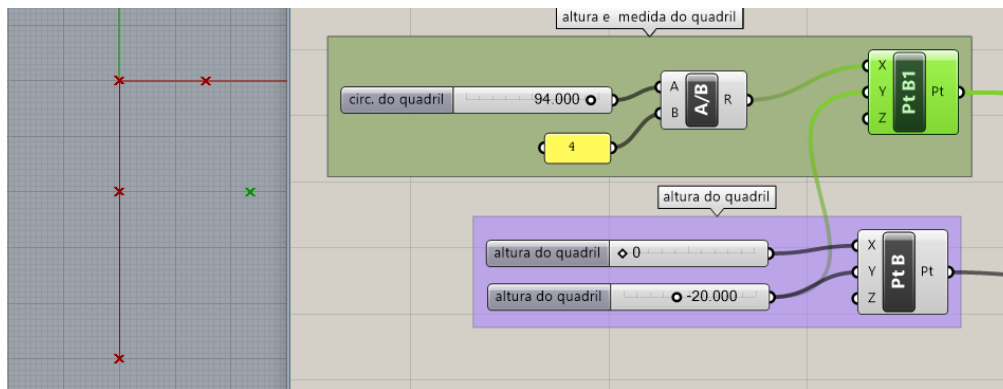 altura e medida do quadril
circ. do quadril 94.000
4
A
B
A/B
R
X
Y
Z
Pt B1
Pt
altura do quadril
altura do quadril 0
altura do quadril -20.000
X
Y
Z
Pt B
Pt